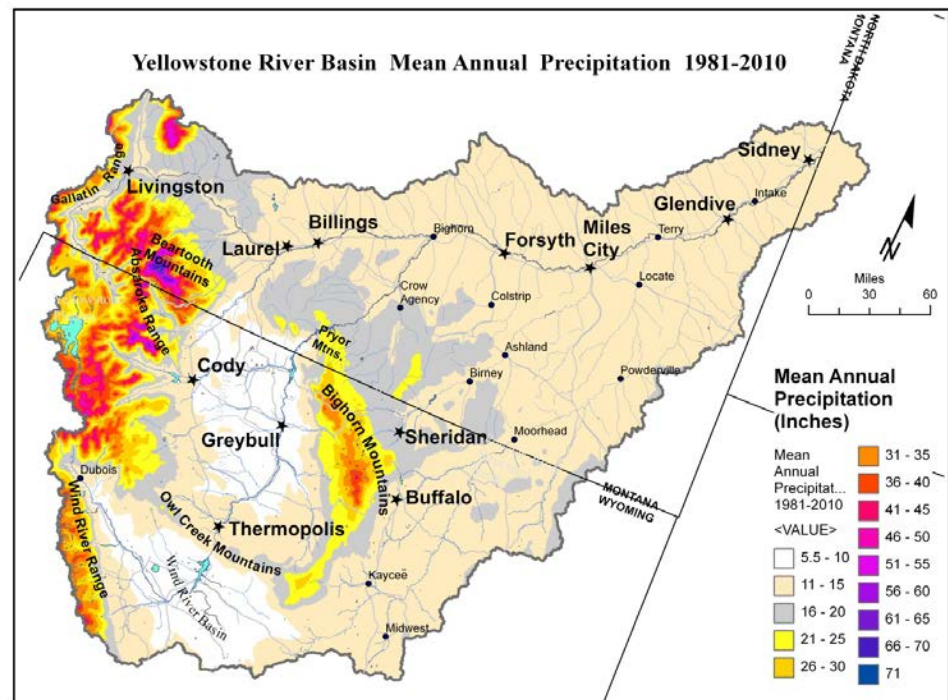 Yellowstone River Basin Mean Annual Precipitation 1981-2010
NORTH DAKOTA
MONTANA
Sidney
Gallatin Range
Livingston
Intake
Glendive
Billings
Bighorn
Miles
City
Terry
Laurel
Forsyth
Beartooth
Mountains
Absaroka Range
Locate
Crow
Agency
Colstrip
N
Miles
0 30 60
Pryor
Mtns.
Ashland
Cody
Birney
Powderville
Bighorn Mountains
Greybull
Sheridan
Moorhead
Dubois
Buffalo
MONTANA
WYOMING
Owl Creek Mountains
Wind River Range
Thermopolis
Wind River Basin
Kaycee
Midwest
Mean Annual
Precipitation
(Inches)
Mean
Annual
Precipitat...
1981-2010
<VALUE>
5.5 - 10
11 - 15
16 - 20
21 - 25
26 - 30
31 - 35
36 - 40
41 - 45
46 - 50
51 - 55
56 - 60
61 - 65
66 - 70
71